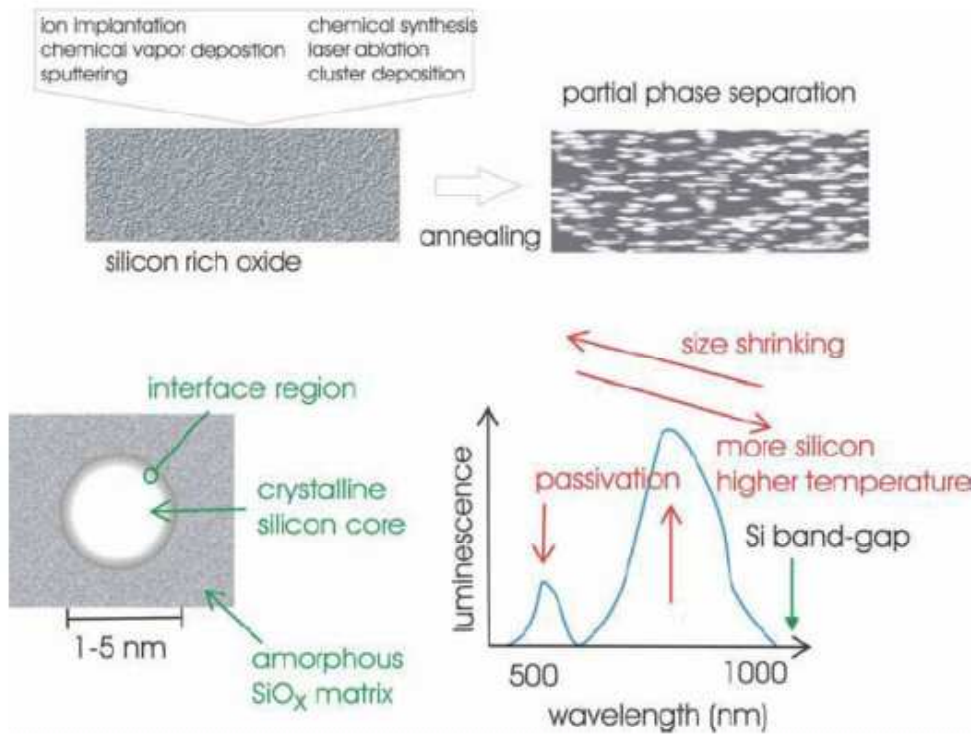 ion implantation
chemical vapor deposition
sputtering
chemical synthesis
laser ablation
cluster deposition
silicon rich oxide
annealing
partial phase separation
interface region
crystalline
silicon core
1-5 nm
amorphous
SiOx matrix
size shrinking
more silicon
higher temperature
passivation
Si band-gap
luminescence
500
1000
wavelength (nm)